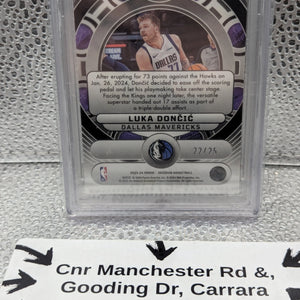 After erupting for 73 points against the Hawks on
Jan. 26, 2024, Dončić decided to ease off the scoring
pedal and let his playmaking take center stage.
Facing the Kings one night later, the versatile
superstar handed out 17 assists as part of a
triple-double effort.
LUKA DONČIĆ
DALLAS MAVERICKS
22/25
Cnr Manchester Rd &,
Gooding Dr, Carrara